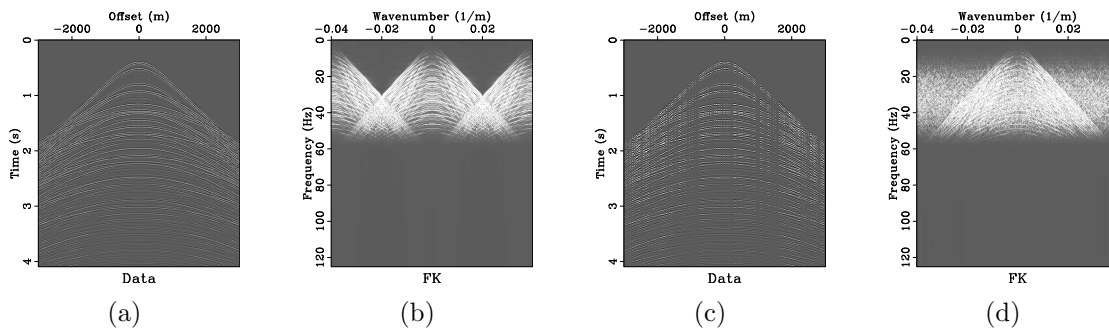 Offset (m)
−2000 0 2000
0
1
2
3
4
Time (s)
Data
(a)
Wavenumber (1/m)
−0.04 −0.02 0 0.02
0
20
40
60
80
100
120
Frequency (Hz)
FK
(b)
Offset (m)
−2000 0 2000
0
1
2
3
4
Time (s)
Data
(c)
Wavenumber (1/m)
−0.04 −0.02 0 0.02
0
20
40
60
80
100
120
Frequency (Hz)
FK
(d)